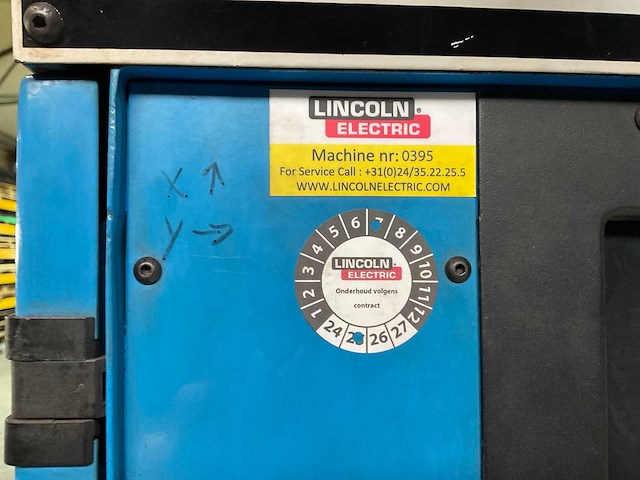 LINCOLN
ELECTRIC
Machine nr: 0395
For Service Call : +31(0)24/35.22.25.5
WWW.LINCOLNELECTRIC.COM
X ↑
Y →
1 2 3 4 5 6 8 9 10 11 12
LINCOLN
ELECTRIC
Onderhoud volgens
contract
24 26 27